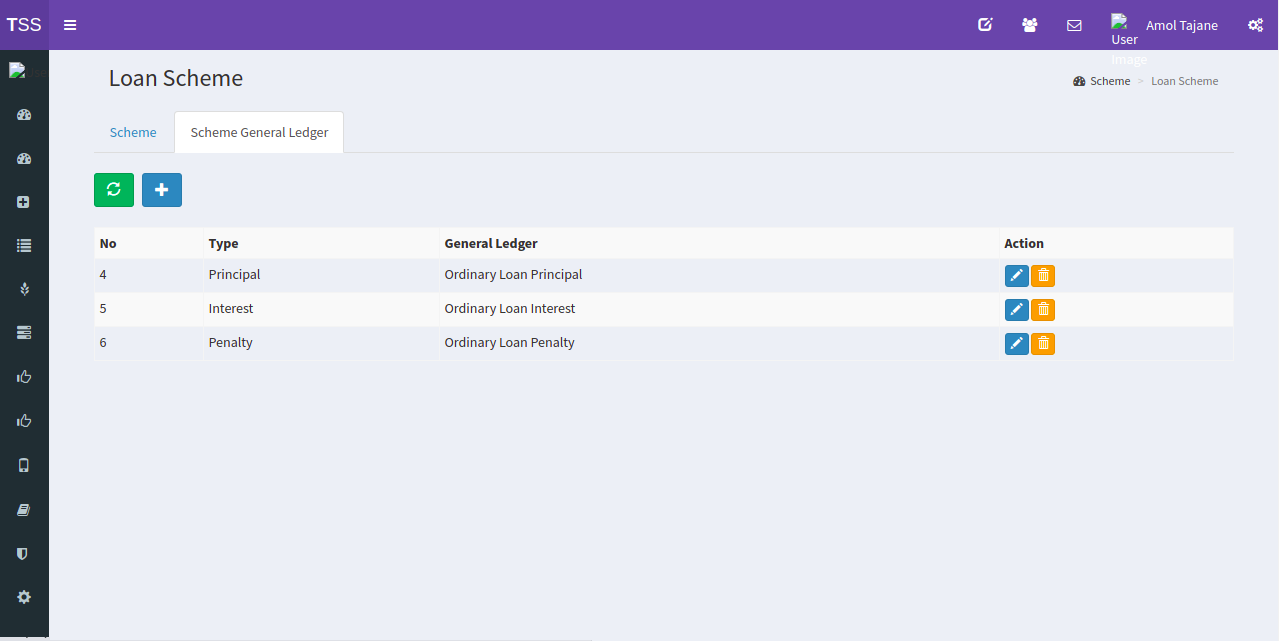 TSS
Amol Tajane
User
Image
Loan Scheme
Scheme > Loan Scheme
Scheme
Scheme General Ledger
No Type General Ledger Action
4 Principal Ordinary Loan Principal
5 Interest Ordinary Loan Interest
6 Penalty Ordinary Loan Penalty